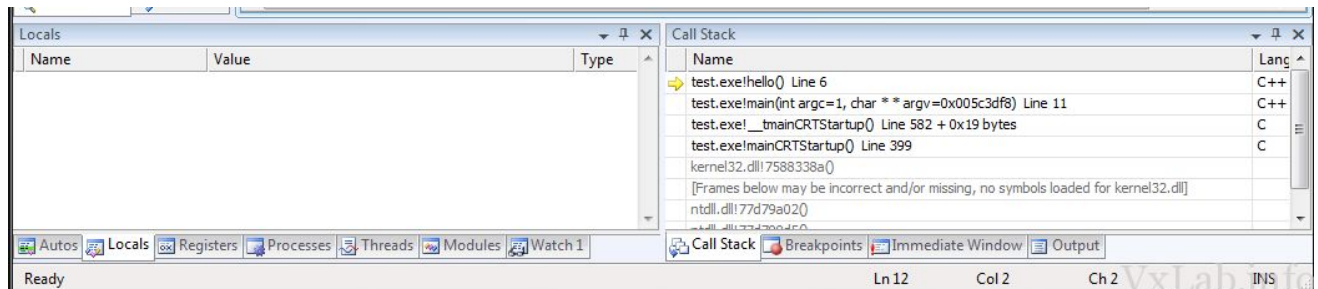 Locals
Name Value Type
Autos Locals Registers Processes Threads Modules Watch 1
Call Stack
Name Lang
test.exe!hello() Line 6 C++
test.exe!main(int argc=1, char * * argv=0x005c3df8) Line 11 C++
test.exe!__tmainCRTStartup() Line 582 + 0x19 bytes C
test.exe!mainCRTStartup() Line 399 C
kernel32.dll!7588338a()
[Frames below may be incorrect and/or missing, no symbols loaded for kernel32.dll]
ntdll.dll!77d79a02()
Call Stack Breakpoints Immediate Window Output
Ready Ln 12 Col 2 Ch 2 INS
VxLab.info